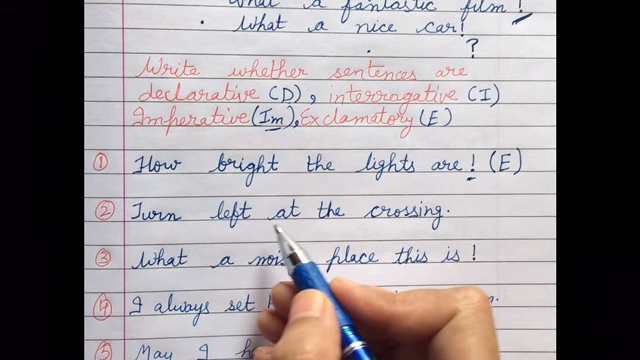 What a fantastic film!
What a nice car!
?
Write whether sentences are
declarative (D), interragative (I)
Imperative (Im), Exclamatory (E)
① How bright the lights are! (E)
② Turn left at the crossing.
③ What a place this is!
④ I always set
⑤ May I